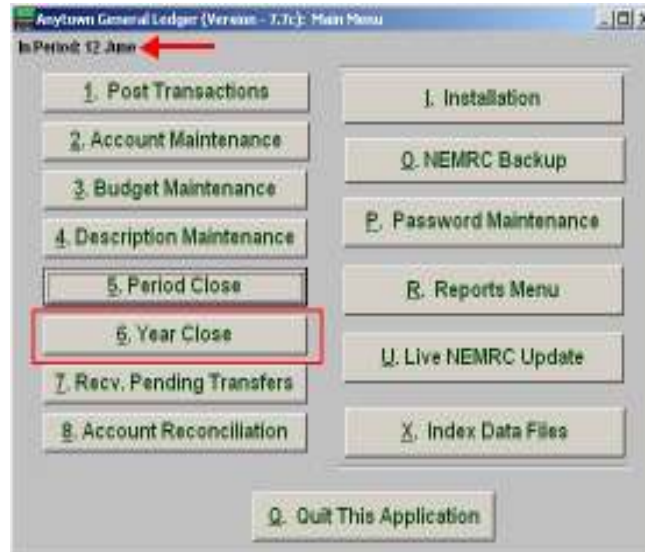 Anytown General Ledger (Version - 7.7c): Main Menu
In Period: 12 June
1. Post Transactions
2. Account Maintenance
3. Budget Maintenance
4. Description Maintenance
5. Period Close
6. Year Close
7. Recv. Pending Transfers
8. Account Reconciliation
I. Installation
O. NEMRC Backup
P. Password Maintenance
R. Reports Menu
U. Live NEMRC Update
X. Index Data Files
Q. Quit This Application